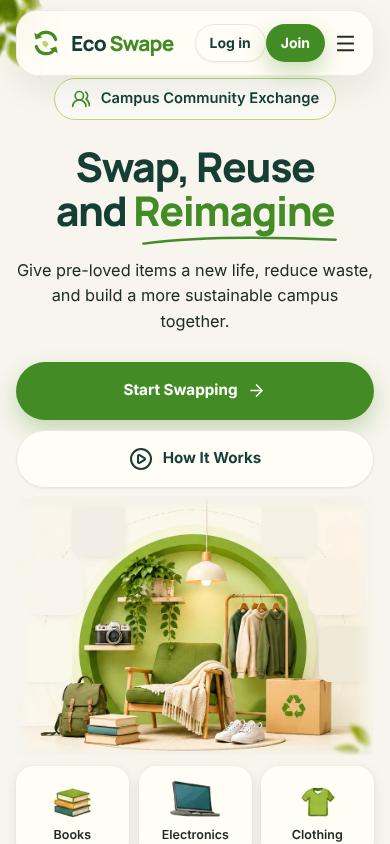 Eco Swape
Log in
Join
Campus Community Exchange
Swap, Reuse
and Reimagine
Give pre-loved items a new life, reduce waste,
and build a more sustainable campus
together.
Start Swapping
How It Works
Books
Electronics
Clothing